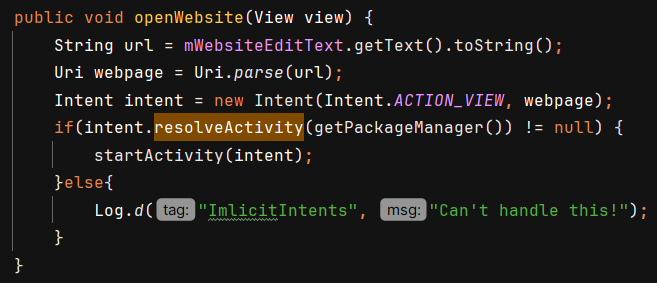 public void openWebsite(View view) {
String url = mWebsiteEditText.getText().toString();
Uri webpage = Uri.parse(url);
Intent intent = new Intent(Intent.ACTION_VIEW, webpage);
if(intent.resolveActivity(getPackageManager()) != null) {
startActivity(intent);
}else{
Log.d( tag: "ImlicitIntents", msg: "Can't handle this!");
}
}